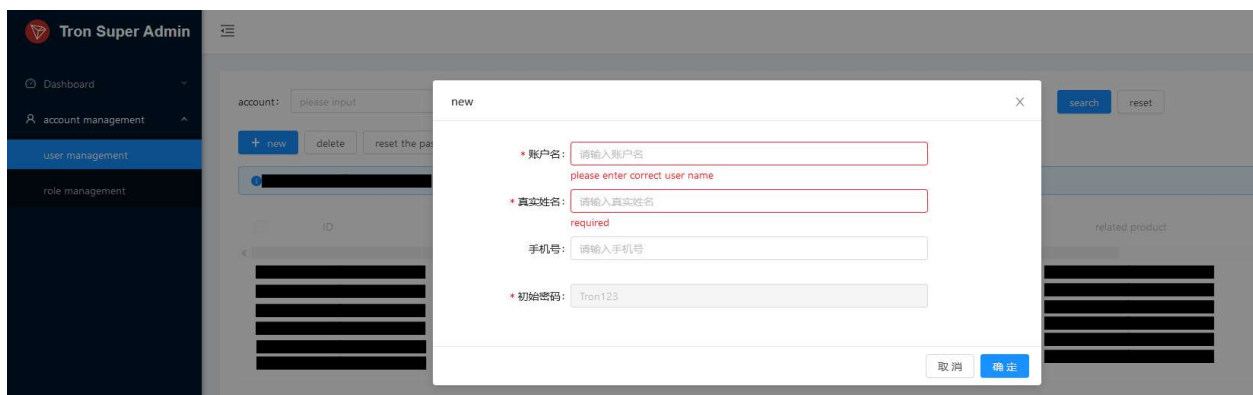 Tron Super Admin
Dashboard
account management
user management
role management
account: please input
search reset
+ new delete reset the pas
ID
related product
new
* 账户名: 请输入账户名
please enter correct user name
* 真实姓名: 请输入真实姓名
required
手机号: 请输入手机号
* 初始密码: Tron123
取 消 确 定